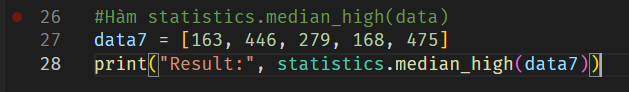 26 #Hàm statistics.median_high(data)
27 data7 = [163, 446, 279, 168, 475]
28 print("Result:", statistics.median_high(data7))